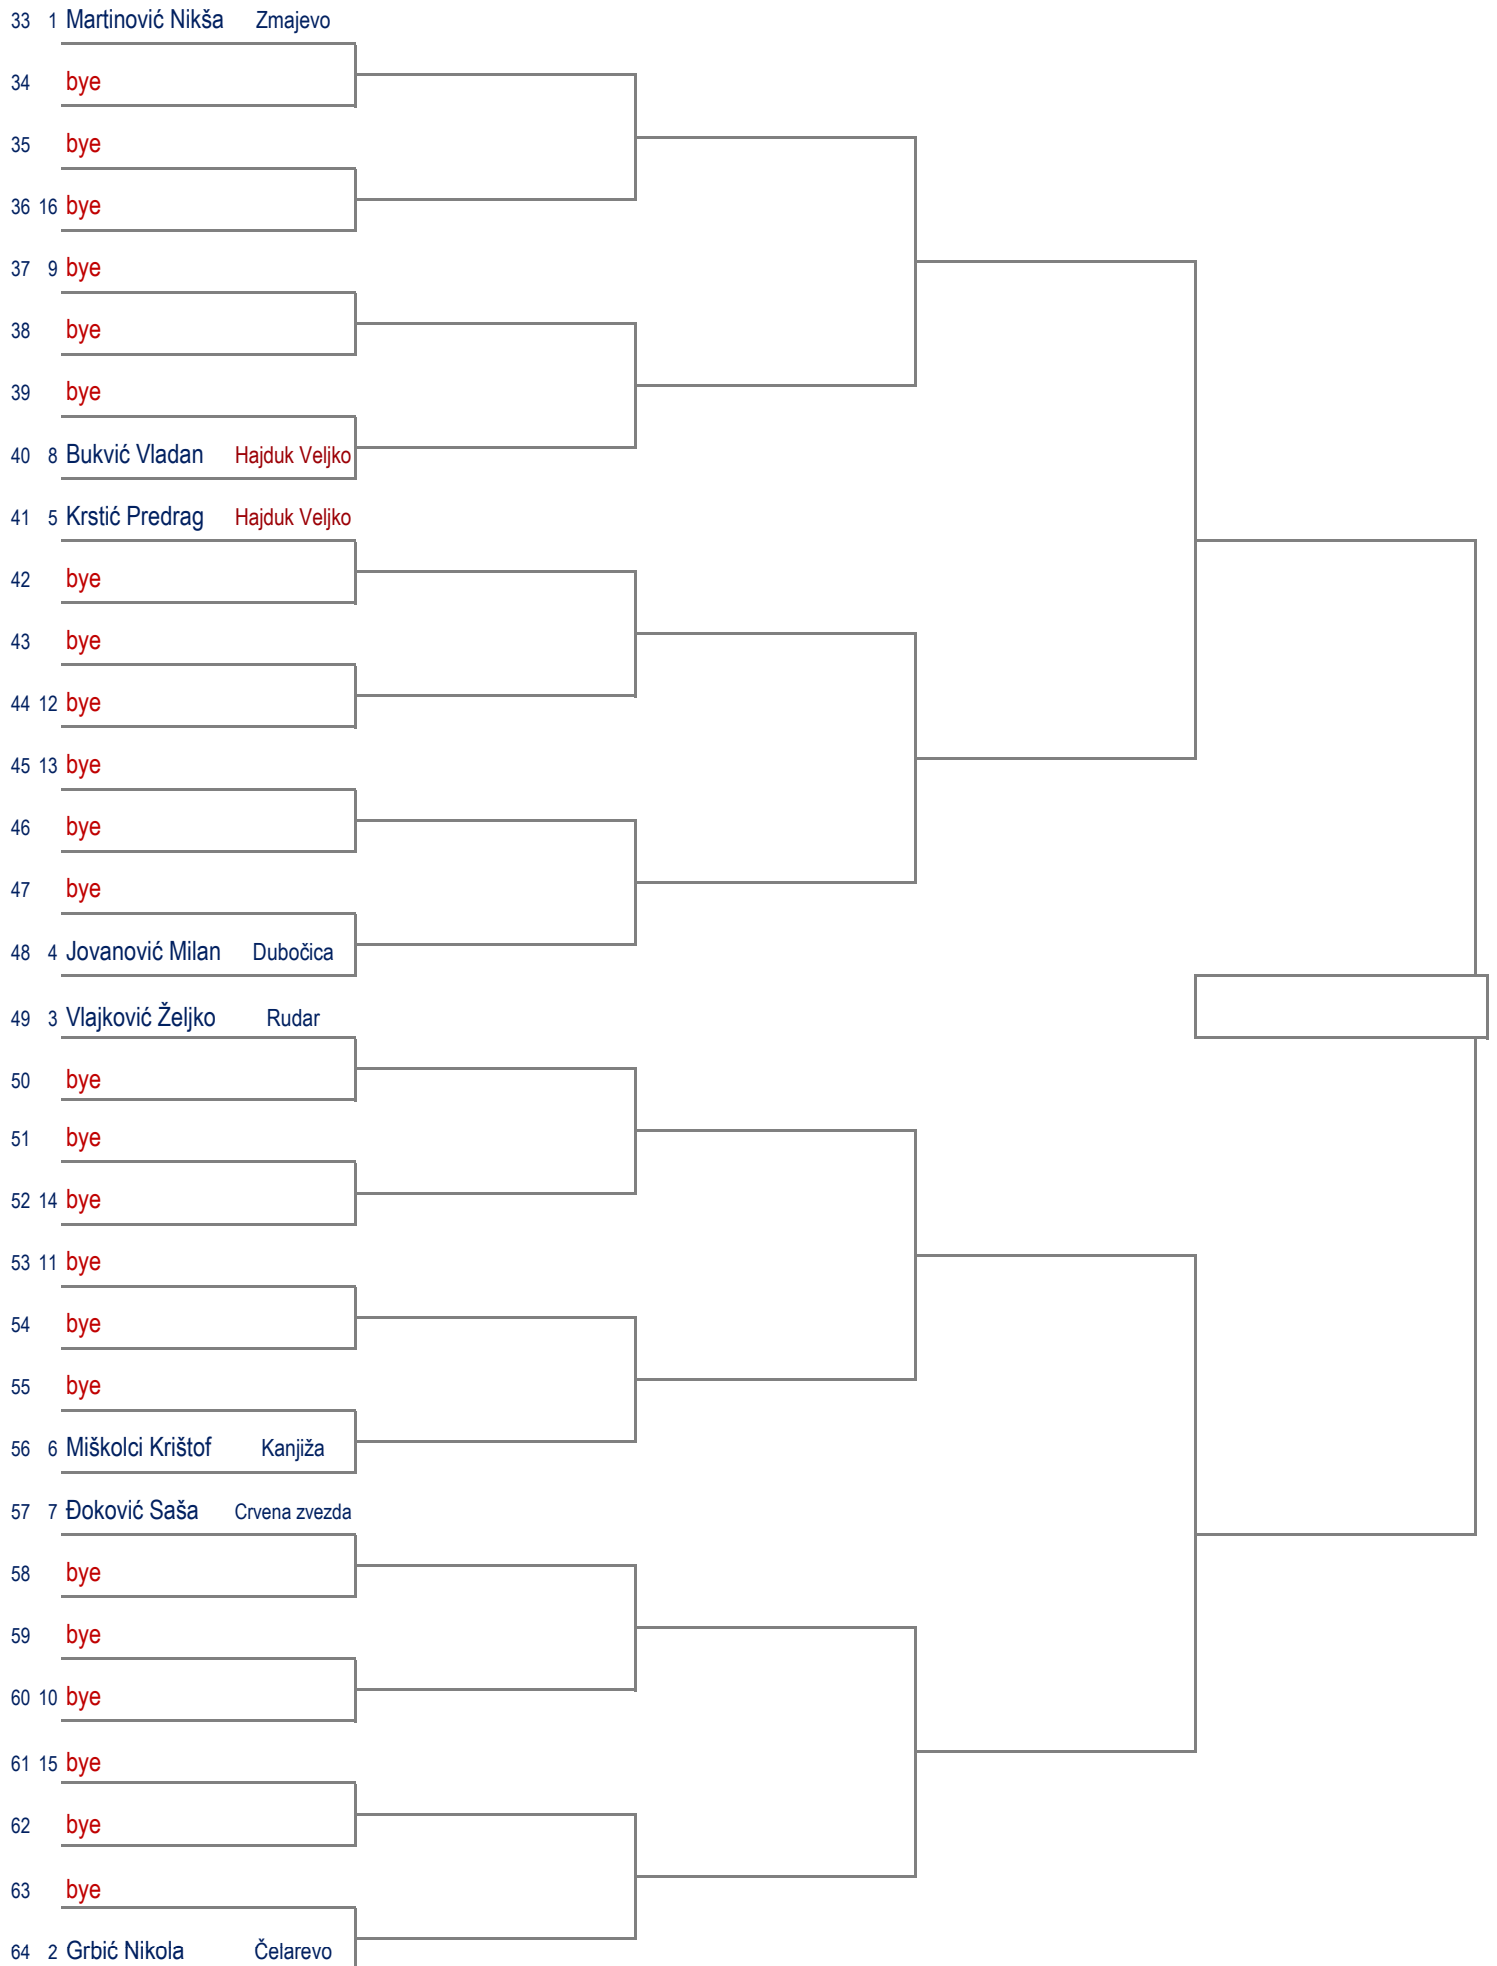 33 1 Martinović Nikša Zmajevo
34 bye
35 bye
36 16 bye
37 9 bye
38 bye
39 bye
40 8 Bukvić Vladan Hajduk Veljko
41 5 Krstić Predrag Hajduk Veljko
42 bye
43 bye
44 12 bye
45 13 bye
46 bye
47 bye
48 4 Jovanović Milan Dubočica
49 3 Vlajković Željko Rudar
50 bye
51 bye
52 14 bye
53 11 bye
54 bye
55 bye
56 6 Miškolci Krištof Kanjiža
57 7 Đoković Saša Crvena zvezda
58 bye
59 bye
60 10 bye
61 15 bye
62 bye
63 bye
64 2 Grbić Nikola Čelarevo